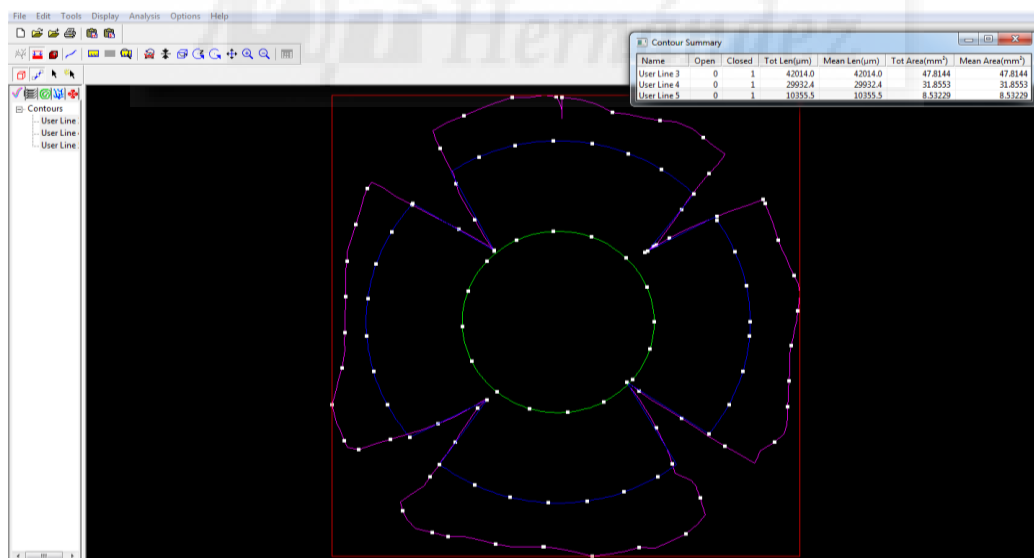 Hernández
File Edit Tools Display Analysis Options Help
Contour Summary
Name Open Closed Tot Len(µm) Mean Len(µm) Tot Area(mm²) Mean Area(mm²)
User Line 3 0 1 42014.0 42014.0 47.8144 47.8144
User Line 4 0 1 29932.4 29932.4 31.8553 31.8553
User Line 5 0 1 10355.5 10355.5 8.53229 8.53229
Contours
User Line
User Line
User Line